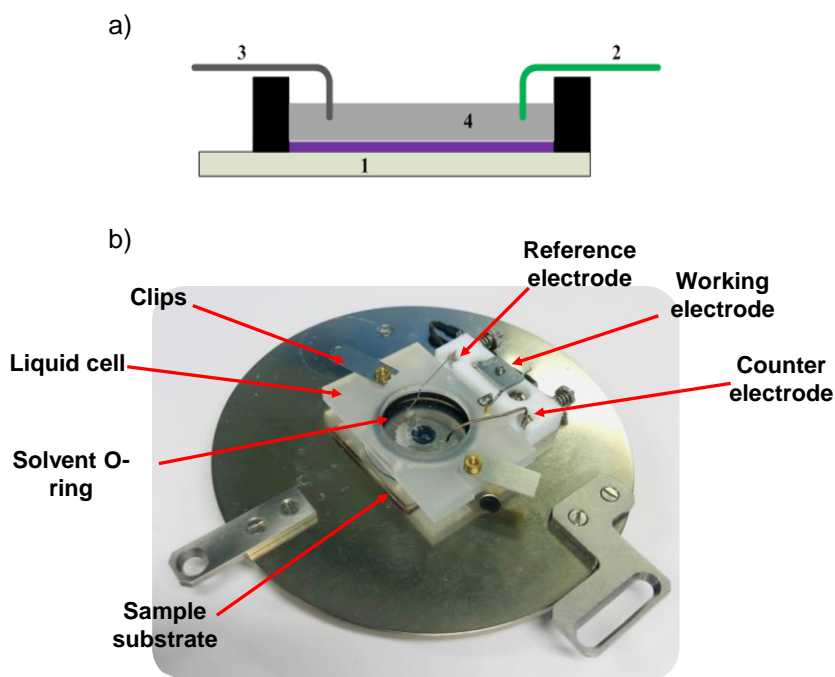 a)
3
2
4
1
b)
Reference
electrode
Working
electrode
Clips
Liquid cell
Counter
electrode
Solvent O-
ring
Sample
substrate